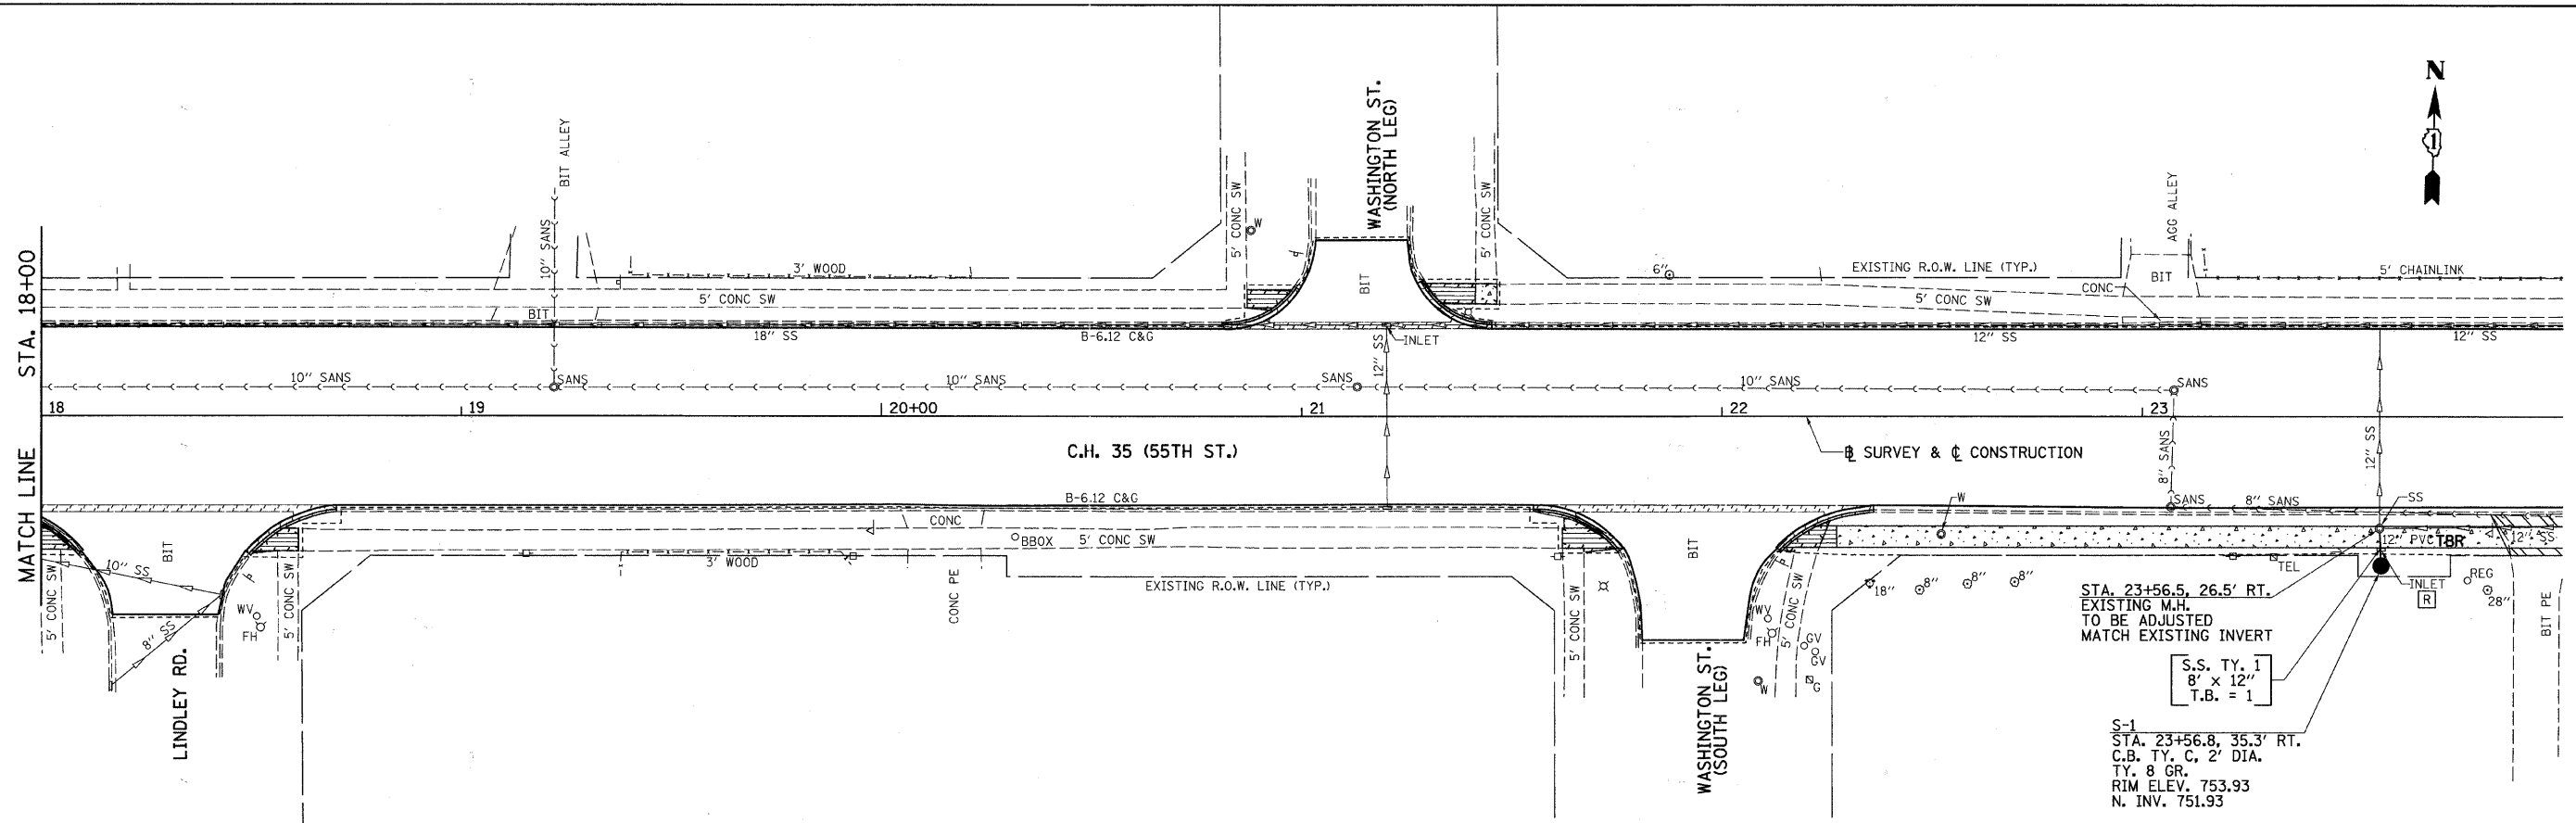 N
1
WASHINGTON ST.
(NORTH LEG)
BIT ALLEY
10" SANS
5' CONC SW
W
5' CONC SW
AGG ALLEY
STA. 18+00
3' WOOD
6"
EXISTING R.O.W. LINE (TYP.)
BIT
5' CHAINLINK
BIT
5' CONC SW
CONC
5' CONC SW
BIT
18" SS
B-6.12 C&G
INLET
12" SS
12" SS
12" SS
10" SANS
SANS
10" SANS
SANS
10" SANS
SANS
18
19
20+00
21
22
23
MATCH LINE
C.H. 35 (55TH ST.)
B SURVEY & C CONSTRUCTION
8" SANS
12" SS
B-6.12 C&G
W
SANS
8" SANS
SS
CONC
BBOX
5' CONC SW
BIT
BIT
12" PVC
TBR
12" SS
10" SS
3' WOOD
TEL
5' CONC SW
8" SS
WV
FH
5' CONC SW
CONC PE
EXISTING R.O.W. LINE (TYP.)
5' CONC SW
18"
8"
8"
8"
INLET
R
REG
28"
BIT PE
WV
FH
5' CONC SW
GV
GV
W
G
LINDLEY RD.
WASHINGTON ST.
(SOUTH LEG)
STA. 23+56.5, 26.5' RT.
EXISTING M.H.
TO BE ADJUSTED
MATCH EXISTING INVERT
S.S. TY. 1
8' x 12"
T.B. = 1
S-1
STA. 23+56.8, 35.3' RT.
C.B. TY. C, 2' DIA.
TY. 8 GR.
RIM ELEV. 753.93
N. INV. 751.93